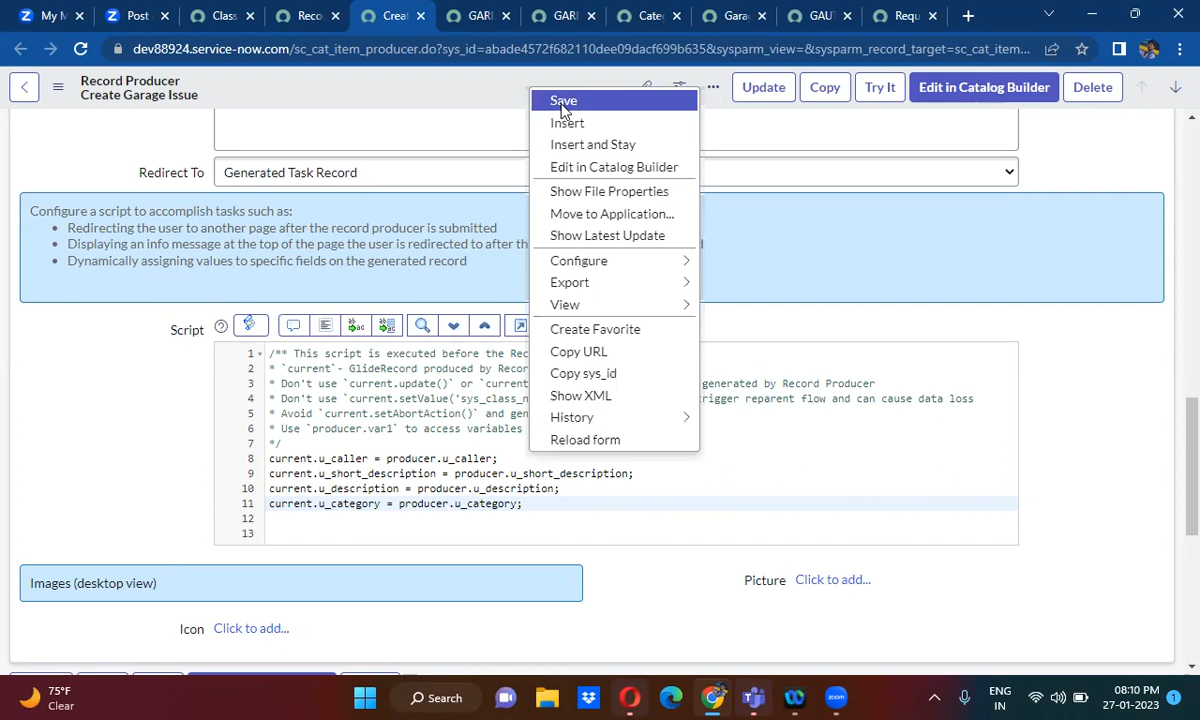 My M
Post
Class
Reco
Creat
GARI
GARI
Categ
Garag
GAUT
Requ
dev88924.service-now.com/sc_cat_item_producer.do?sys_id=abade4572f682110dee09dacf699b635&sysparm_view=&sysparm_record_target=sc_cat_item...
Record Producer
Create Garage Issue
Update
Copy
Try It
Edit in Catalog Builder
Delete
Save
Insert
Insert and Stay
Edit in Catalog Builder
Show File Properties
Move to Application...
Show Latest Update
Configure
Export
View
Create Favorite
Copy URL
Copy sys_id
Show XML
History
Reload form
Redirect To
Generated Task Record
Configure a script to accomplish tasks such as:
Redirecting the user to another page after the record producer is submitted
Displaying an info message at the top of the page the user is redirected to after th
Dynamically assigning values to specific fields on the generated record
Script
1 /** This script is executed before the Rec
2 * `current`- GlideRecord produced by Recor
3 * Don't use `current.update()` or `current generated by Record Producer
4 * Don't use `current.setValue('sys_class_n trigger reparent flow and can cause data loss
5 * Avoid `current.setAbortAction()` and gen
6 * Use `producer.var1` to access variables
7 */
8 current.u_caller = producer.u_caller;
9 current.u_short_description = producer.u_short_description;
10 current.u_description = producer.u_description;
11 current.u_category = producer.u_category;
12
13
Images (desktop view)
Picture
Click to add...
Icon
Click to add...
75°F
Clear
Search
zoom
ENG
IN
08:10 PM
27-01-2023
1